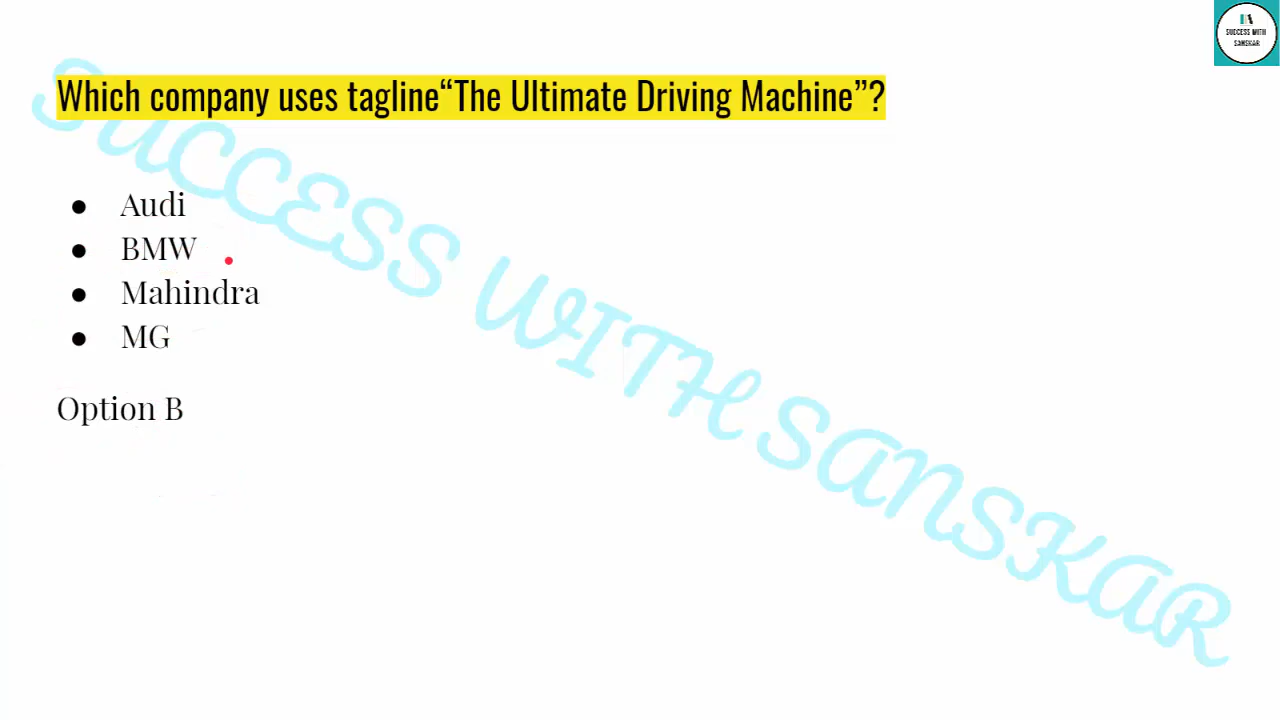 SUCCESS WITH
SANSKAR
Which company uses tagline“The Ultimate Driving Machine”?
● Audi
● BMW
● Mahindra
● MG
Option B
SUCCESS WITH SANSKAR